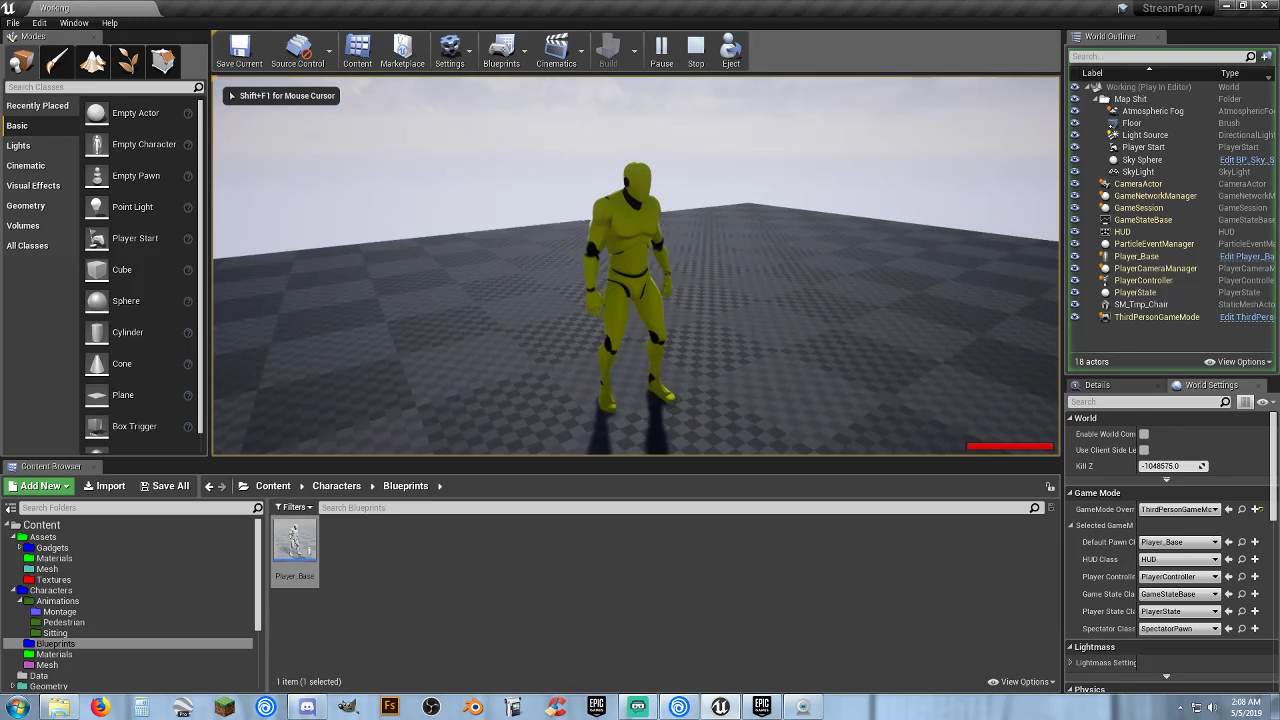 Working
StreamParty
File Edit Window Help
Modes
Search Classes
Recently Placed
Basic
Lights
Cinematic
Visual Effects
Geometry
Volumes
All Classes
Empty Actor
Empty Character
Empty Pawn
Point Light
Player Start
Cube
Sphere
Cylinder
Cone
Plane
Box Trigger
Save Current
Source Control
Content
Marketplace
Settings
Blueprints
Cinematics
Build
Pause
Stop
Eject
Shift+F1 for Mouse Cursor
World Outliner
Search...
Label Type
Working (Play In Editor) World
Map Shit Folder
Atmospheric Fog AtmosphericF
Floor Brush
Light Source DirectionalLigh
Player Start PlayerStart
Sky Sphere Edit BP_Sky_S
SkyLight SkyLight
CameraActor CameraActor
GameNetworkManager GameNetwork
GameSession GameSession
GameStateBase GameStateBas
HUD HUD
ParticleEventManager ParticleEvent
Player_Base Edit Player_Ba
PlayerCameraManager PlayerCamera
PlayerController PlayerControll
PlayerState PlayerState
SM_Tmp_Chair StaticMeshActo
ThirdPersonGameMode Edit ThirdPers
18 actors
View Options
Details
World Settings
Search
World
Enable World Com
Use Client Side Le
Kill Z -1048575.0
Game Mode
GameMode Overr ThirdPersonGameMo
Selected GameM
Default Pawn Cl Player_Base
HUD Class HUD
Player Controlle PlayerController
Game State Cla GameStateBase
Player State Cla PlayerState
Spectator Class SpectatorPawn
Lightmass
Lightmass Setting
Physics
Content Browser
Add New Import Save All Content Characters Blueprints
Search Folders
Filters
Search Blueprints
Content
Assets
Gadgets
Materials
Mesh
Textures
Characters
Animations
Montage
Pedestrian
Sitting
Blueprints
Materials
Mesh
Data
Geometry
Player_Base
1 item (1 selected)
View Options
2:08 AM
5/5/2019